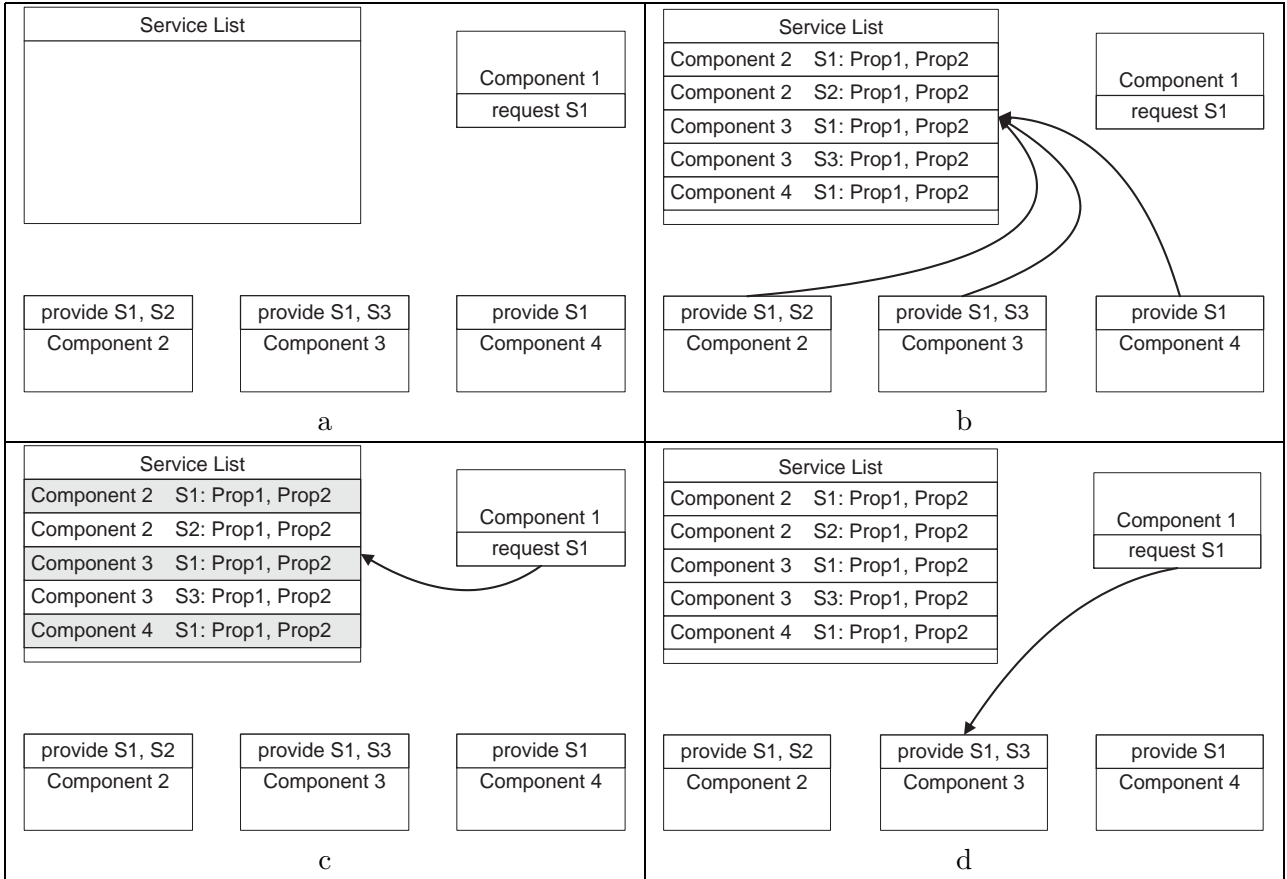 Service List
Component 1
request S1
provide S1, S2
Component 2
provide S1, S3
Component 3
provide S1
Component 4
a
Service List
Component 2 S1: Prop1, Prop2
Component 2 S2: Prop1, Prop2
Component 3 S1: Prop1, Prop2
Component 3 S3: Prop1, Prop2
Component 4 S1: Prop1, Prop2
Component 1
request S1
provide S1, S2
Component 2
provide S1, S3
Component 3
provide S1
Component 4
b
Service List
Component 2 S1: Prop1, Prop2
Component 2 S2: Prop1, Prop2
Component 3 S1: Prop1, Prop2
Component 3 S3: Prop1, Prop2
Component 4 S1: Prop1, Prop2
Component 1
request S1
provide S1, S2
Component 2
provide S1, S3
Component 3
provide S1
Component 4
c
Service List
Component 2 S1: Prop1, Prop2
Component 2 S2: Prop1, Prop2
Component 3 S1: Prop1, Prop2
Component 3 S3: Prop1, Prop2
Component 4 S1: Prop1, Prop2
Component 1
request S1
provide S1, S2
Component 2
provide S1, S3
Component 3
provide S1
Component 4
d